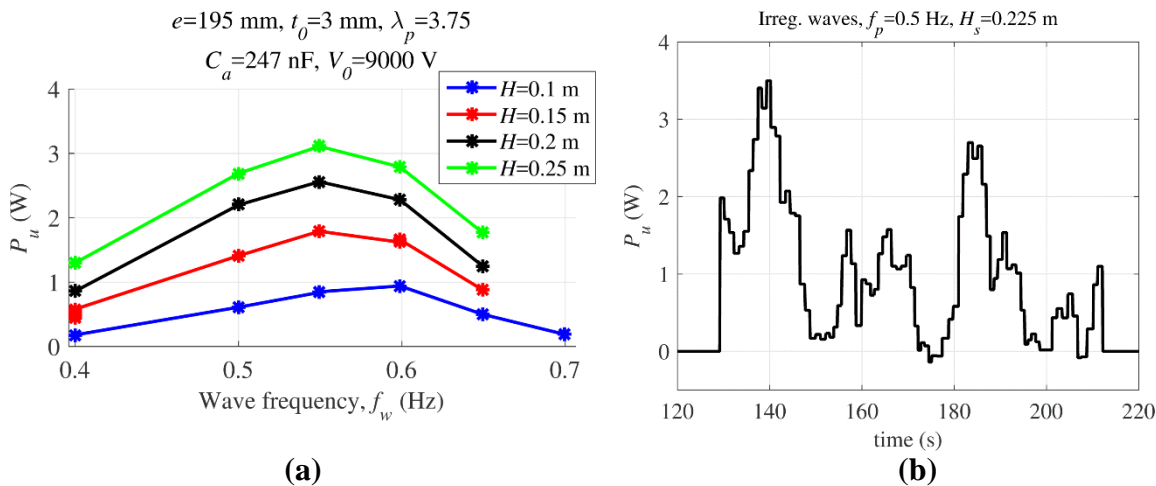 e=195 mm, t0=3 mm, λp=3.75
Ca=247 nF, V0=9000 V
H=0.1 m
H=0.15 m
H=0.2 m
H=0.25 m
4
3
2
1
0
Pu (W)
0.4 0.5 0.6 0.7
Wave frequency, fw (Hz)
(a)
Irreg. waves, fp=0.5 Hz, Hs=0.225 m
4
3
2
1
0
Pu (W)
120 140 160 180 200 220
time (s)
(b)